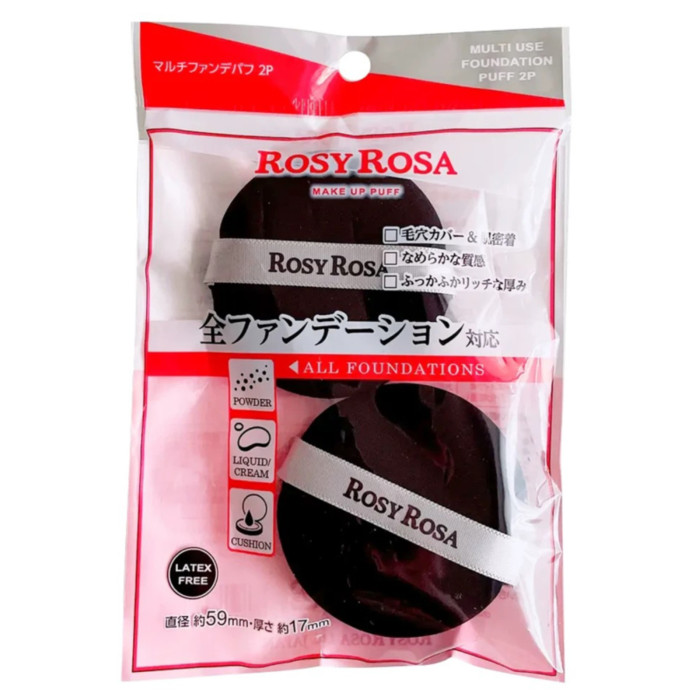 マルチファンデパフ 2P
MULTI USE
FOUNDATION
PUFF 2P
ROSY ROSA
MAKE UP PUFF
毛穴カバー & 密着
なめらかな質感
ふっかふかリッチな厚み
ROSY ROSA
全ファンデーション対応
ALL FOUNDATIONS
POWDER
LIQUID/
CREAM
CUSHION
ROSY ROSA
LATEX
FREE
直径 約59mm・厚さ 約17mm